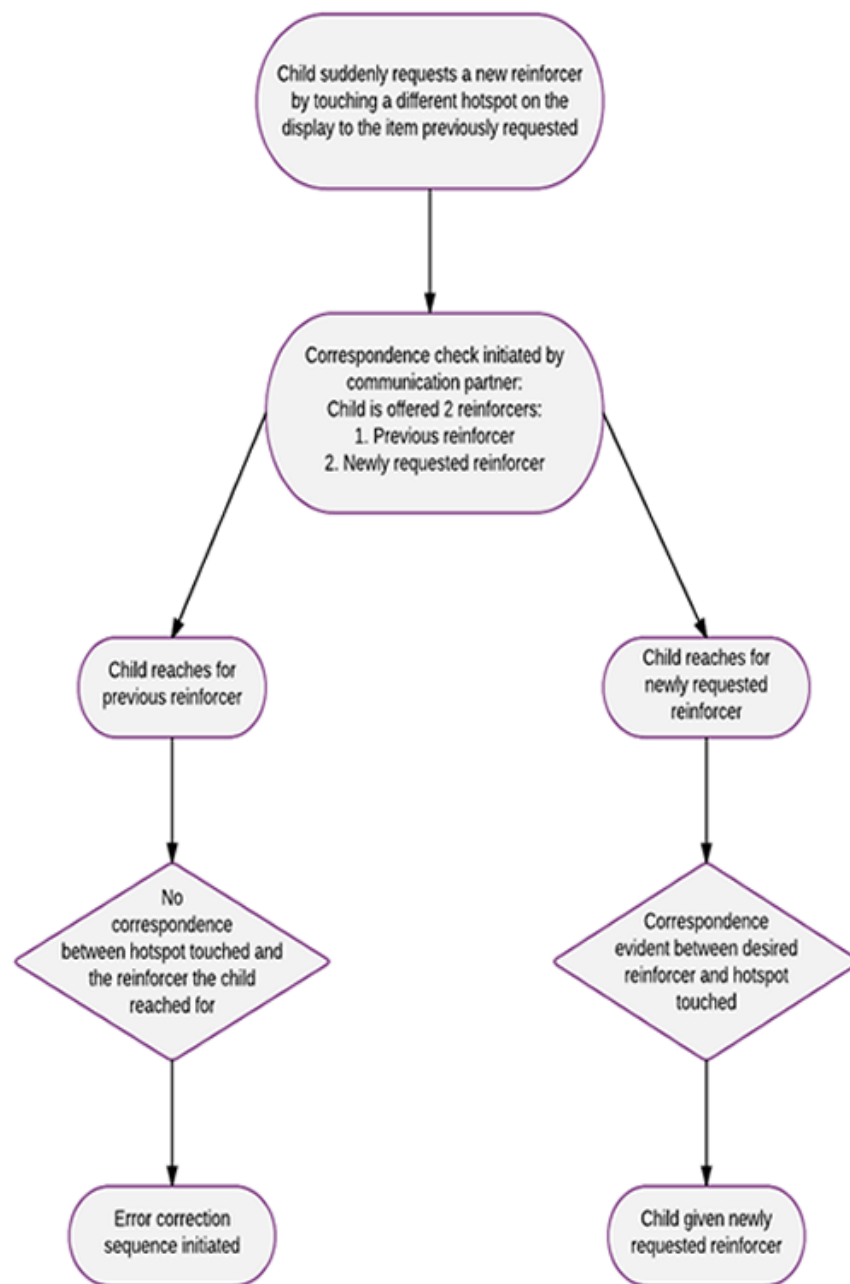 Child suddenly requests a new reinforcer
by touching a different hotspot on the
display to the item previously requested
Correspondence check initiated by
communication partner:
Child is offered 2 reinforcers:
1. Previous reinforcer
2. Newly requested reinforcer
Child reaches for
previous reinforcer
Child reaches for
newly requested
reinforcer
No
correspondence
between hotspot touched and
the reinforcer the child
reached for
Correspondence
evident between desired
reinforcer and hotspot
touched
Error correction
sequence initiated
Child given newly
requested reinforcer